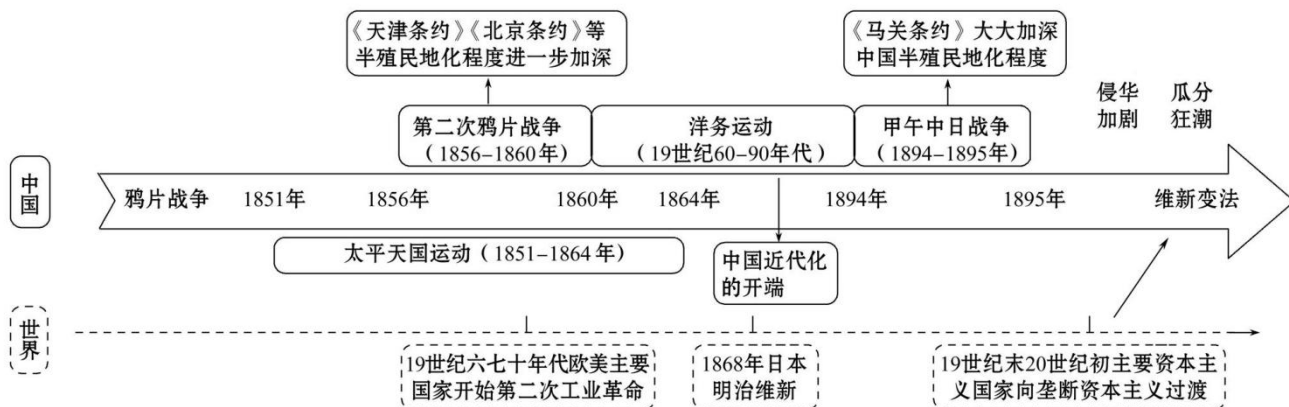 《天津条约》《北京条约》等
半殖民地化程度进一步加深
《马关条约》大大加深
中国半殖民地化程度
侵华
加剧
瓜分
狂潮
第二次鸦片战争
（1856–1860年）
洋务运动
（19世纪60–90年代）
甲午中日战争
（1894–1895年）
中国
鸦片战争 1851年 1856年 1860年 1864年 1894年 1895年 维新变法
太平天国运动（1851–1864年）
中国近代化
的开端
世界
19世纪六七十年代欧美主要
国家开始第二次工业革命
1868年日本
明治维新
19世纪末20世纪初主要资本主
义国家向垄断资本主义过渡